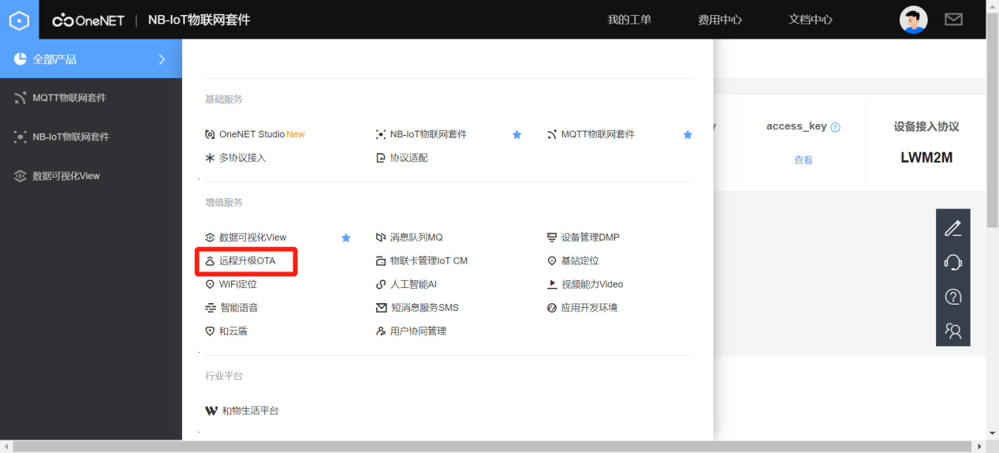 OneNET | NB-IoT物联网套件 我的工单 费用中心 文档中心
全部产品
MQTT物联网套件
NB-IoT物联网套件
数据可视化View
基础服务
OneNET Studio New NB-IoT物联网套件 MQTT物联网套件
多协议接入 协议适配
增值服务
数据可视化View 消息队列MQ 设备管理DMP
远程升级OTA 物联卡管理IoT CM 基站定位
WiFi定位 人工智能AI 视频能力Video
智能语音 短消息服务SMS 应用开发环境
和云盾 用户协同管理
行业平台
和物生活平台
y access_key 设备接入协议
查看 LWM2M